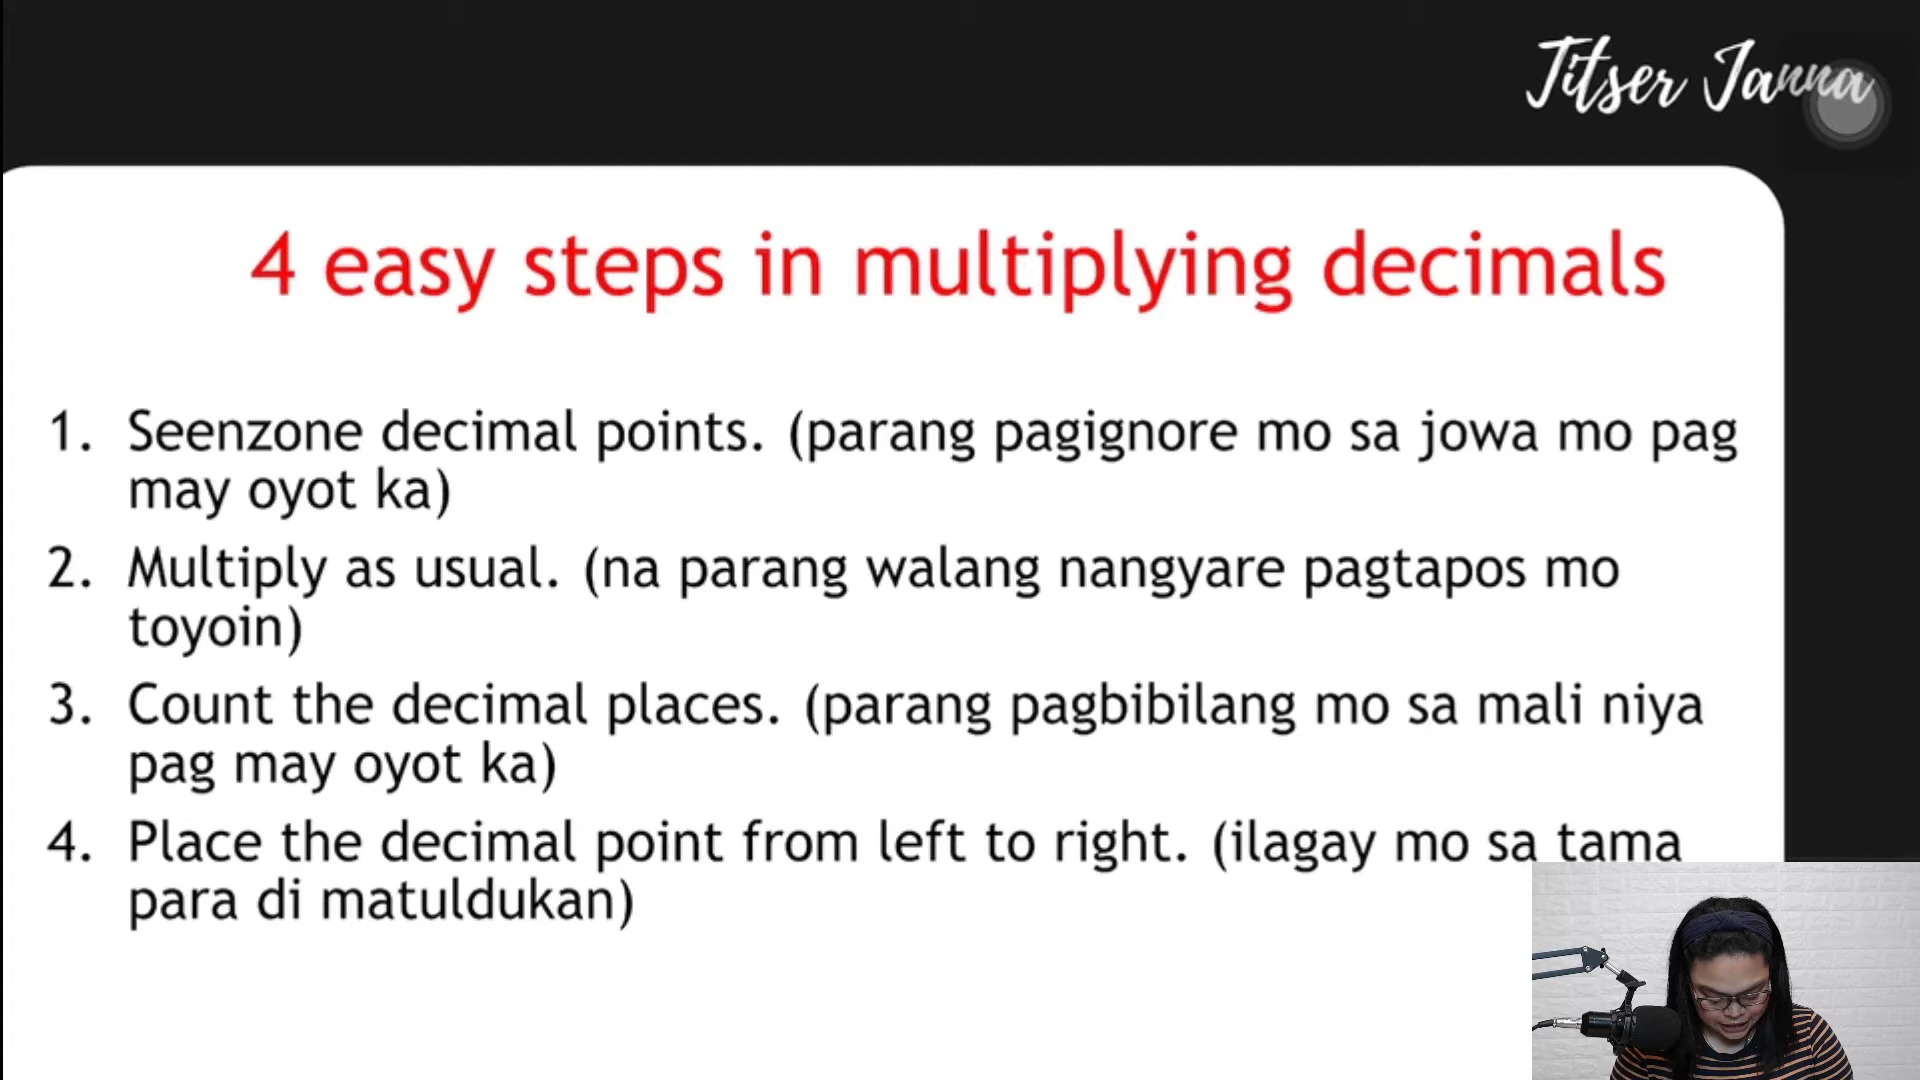 Titser Janna
4 easy steps in multiplying decimals
1. Seenzone decimal points. (parang pagignore mo sa jowa mo pag
may oyot ka)
2. Multiply as usual. (na parang walang nangyare pagtapos mo
toyoin)
3. Count the decimal places. (parang pagbibilang mo sa mali niya
pag may oyot ka)
4. Place the decimal point from left to right. (ilagay mo sa tama
para di matuldukan)